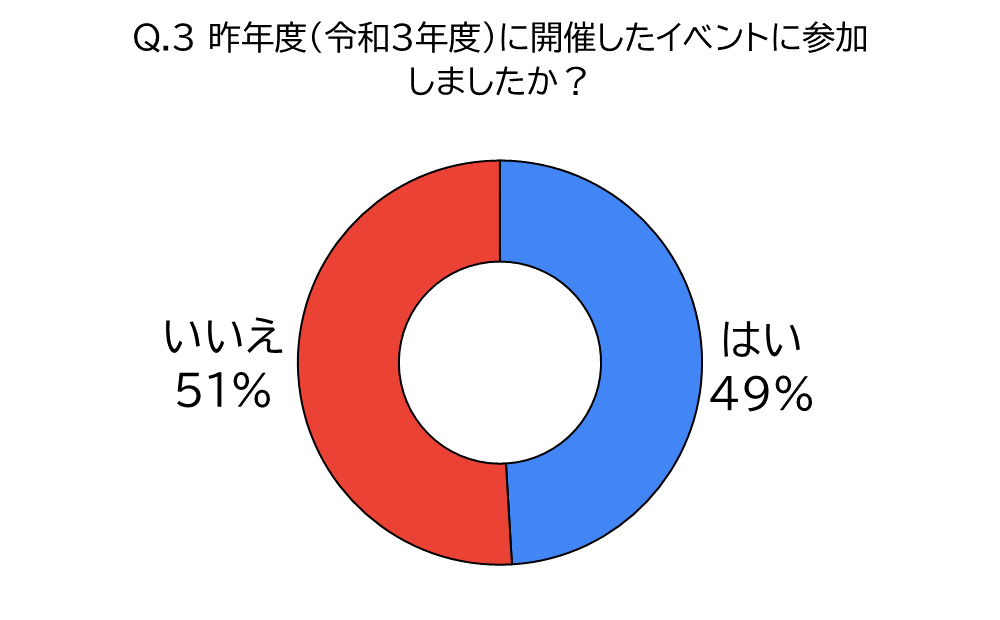 Q.3 昨年度(令和3年度)に開催したイベントに参加
しましたか？
いいえ
51%
はい
49%